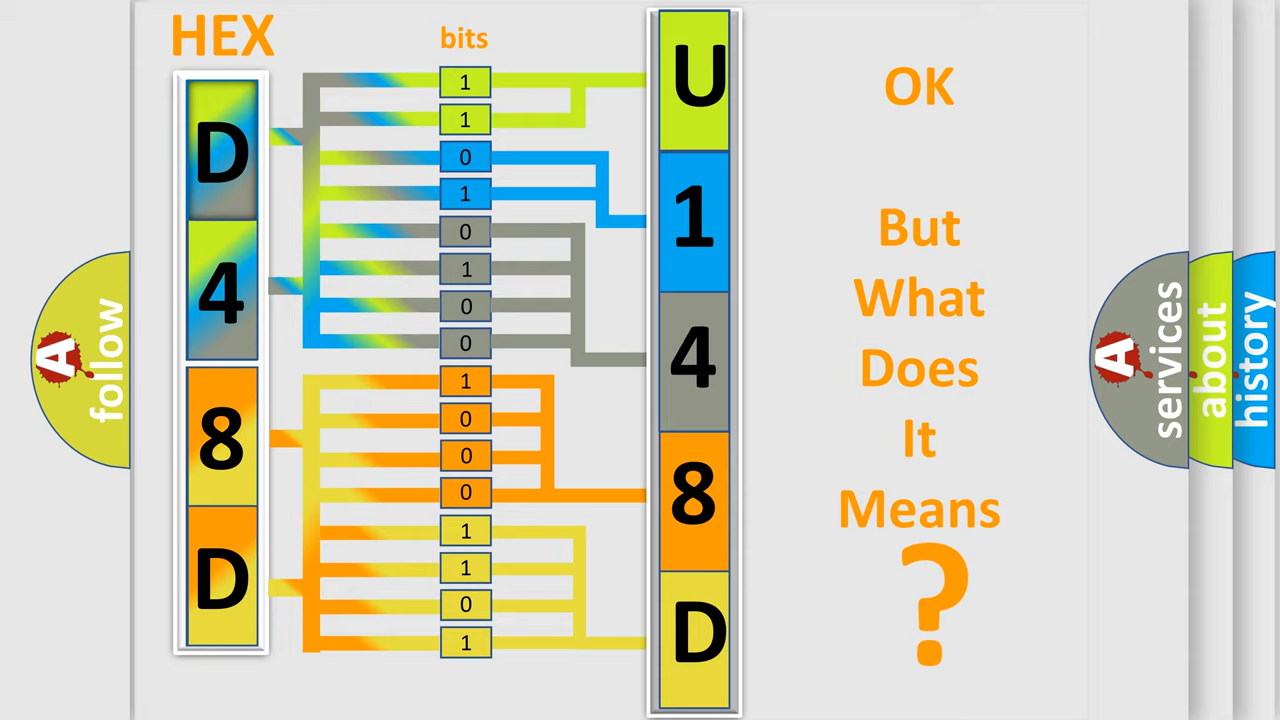 HEX
bits
D
4
8
D
1
1
0
1
0
1
0
0
1
0
0
0
1
1
0
1
U
1
4
8
D
OK
But
What
Does
It
Means
?
A
follow
A
services
about
history